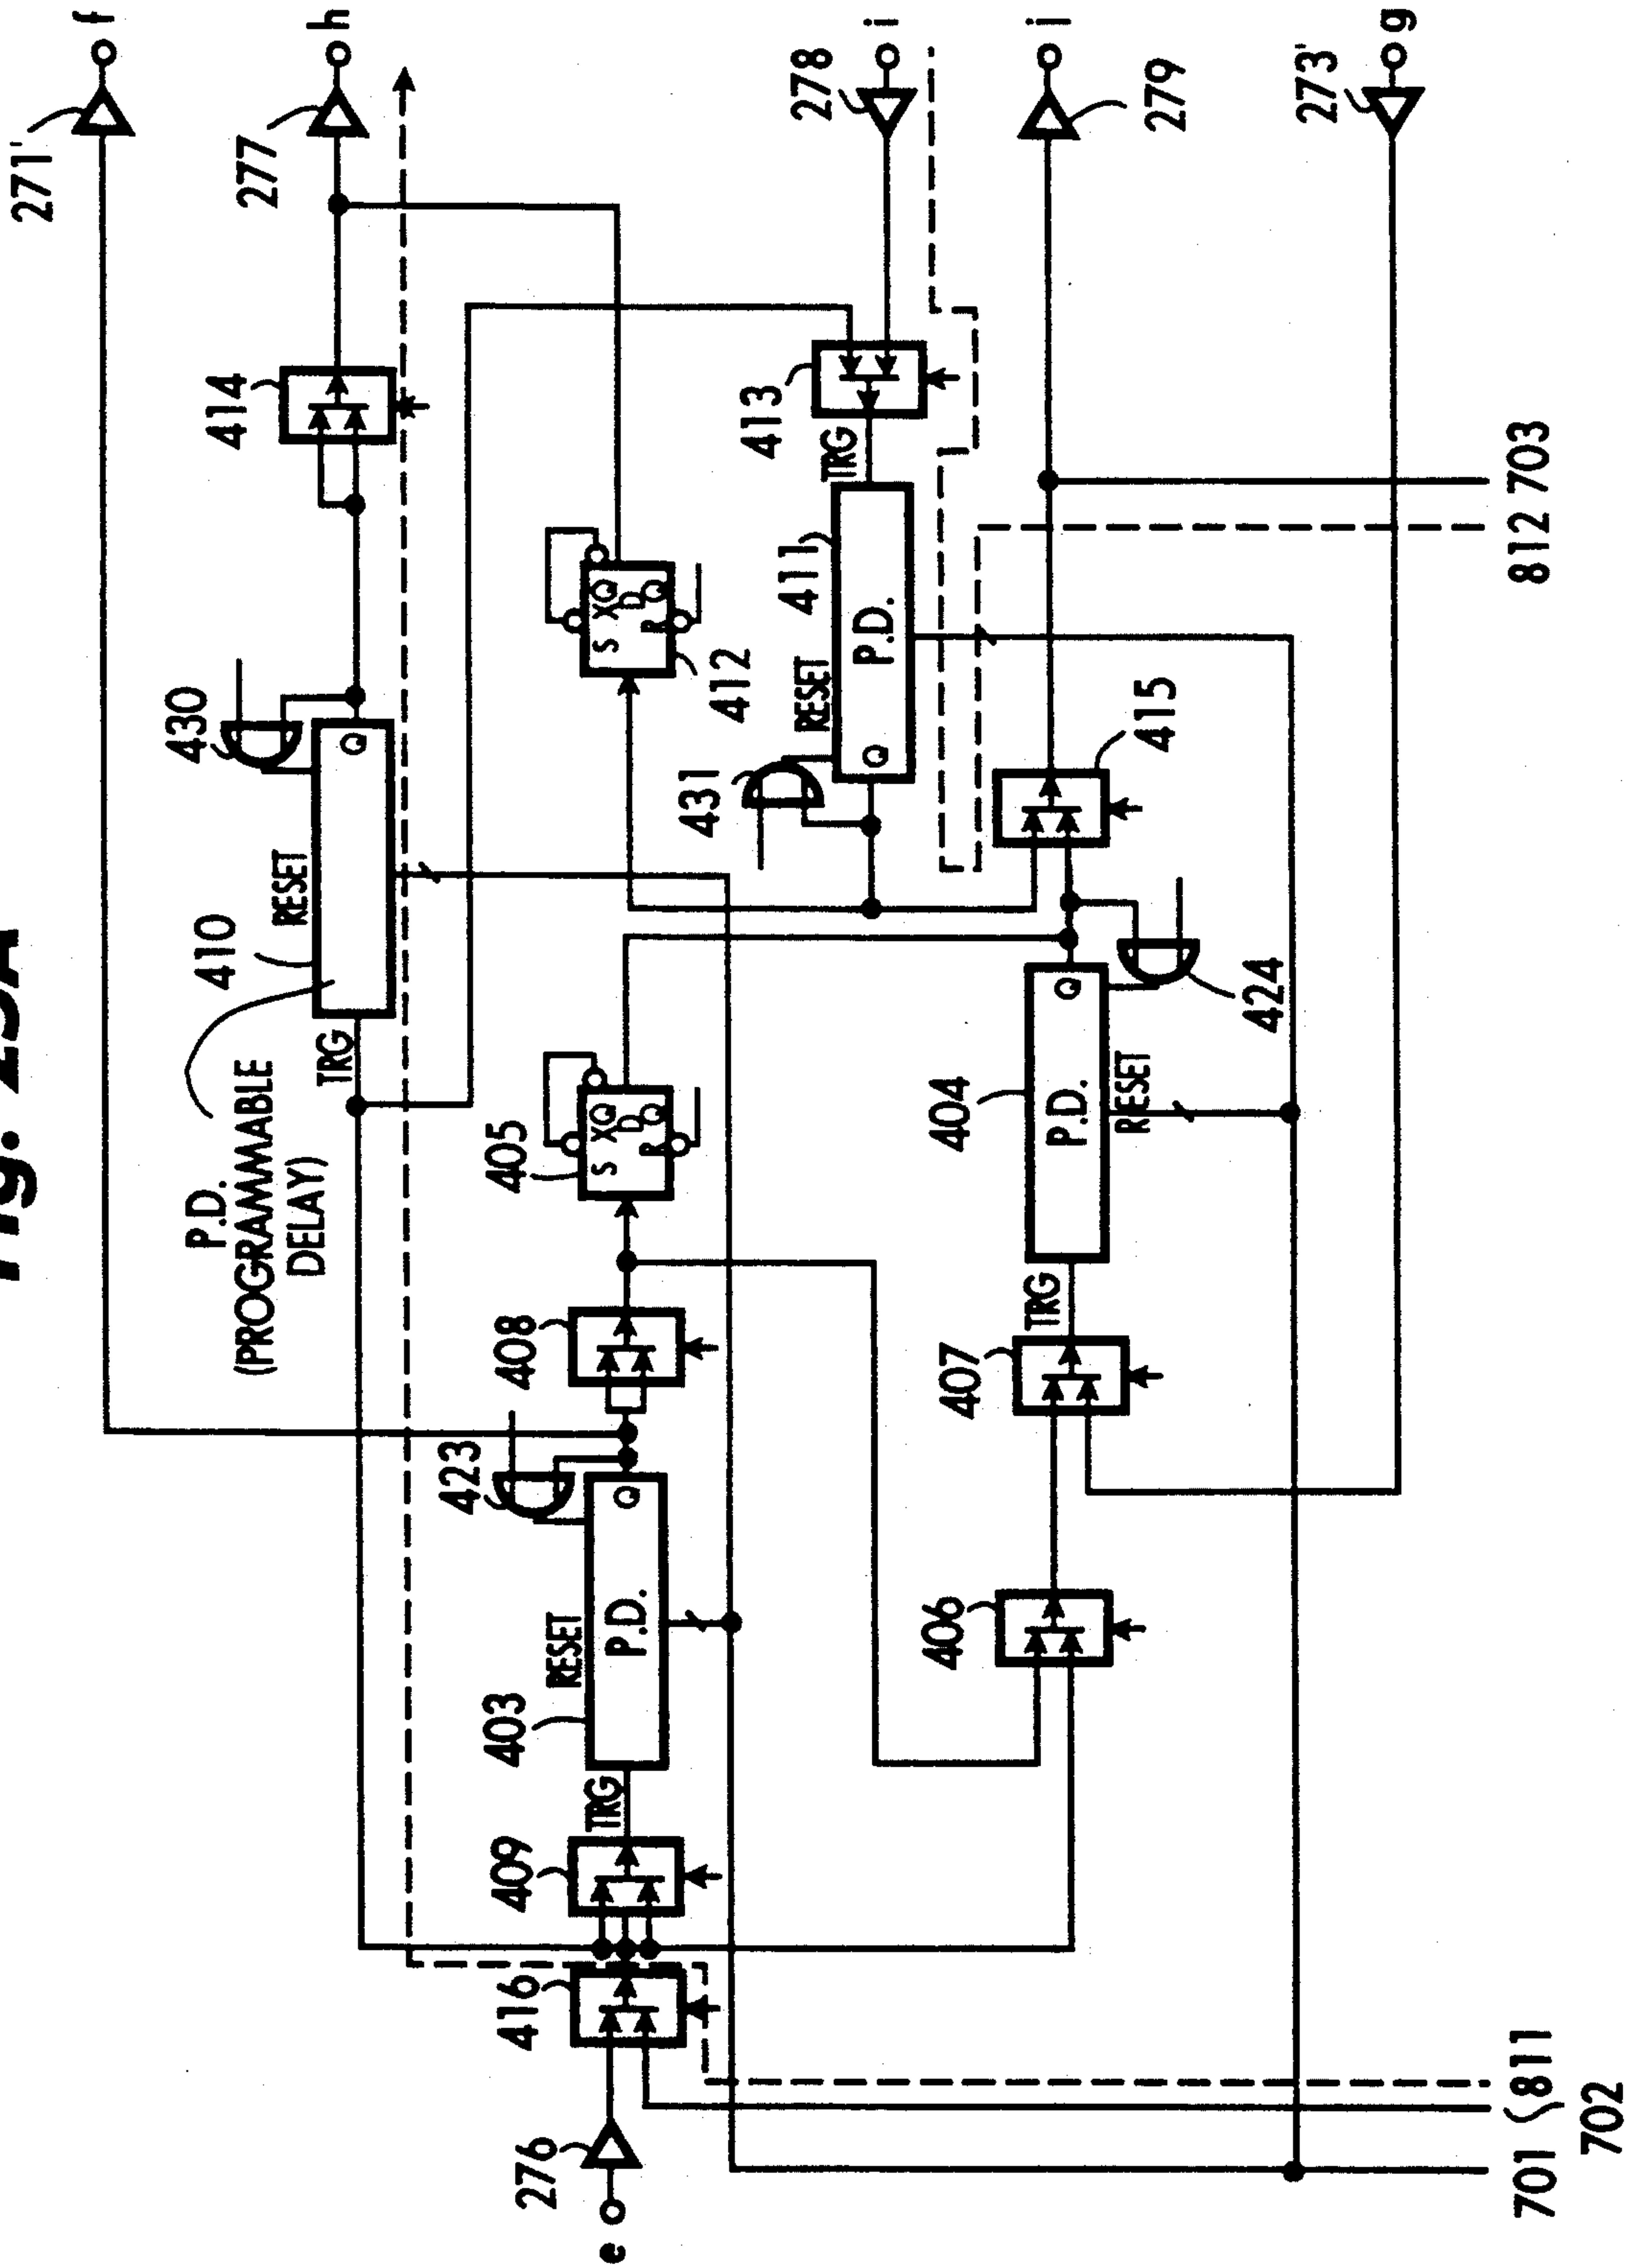 Fig.
271'
f
P.D.
(PROGRAMMABLE
DELAY)
410
430
414
277
h
TRG
RESET
Q
e
276
416
409
403
423
408
405
412
TRG
RESET
P.D.
Q
S
XQ
D
R
Q
S
XQ
D
R
Q
431
411
413
278
i
Q
RESET
P.D.
TRG
406
407
404
424
415
279
j
TRG
P.D.
Q
RESET
273'
g
701
811
702
812
703